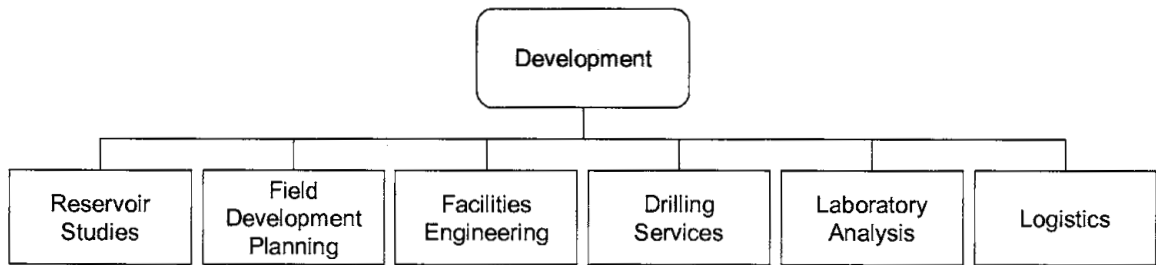 Development
Reservoir
Studies
Field
Development
Planning
Facilities
Engineering
Drilling
Services
Laboratory
Analysis
Logistics